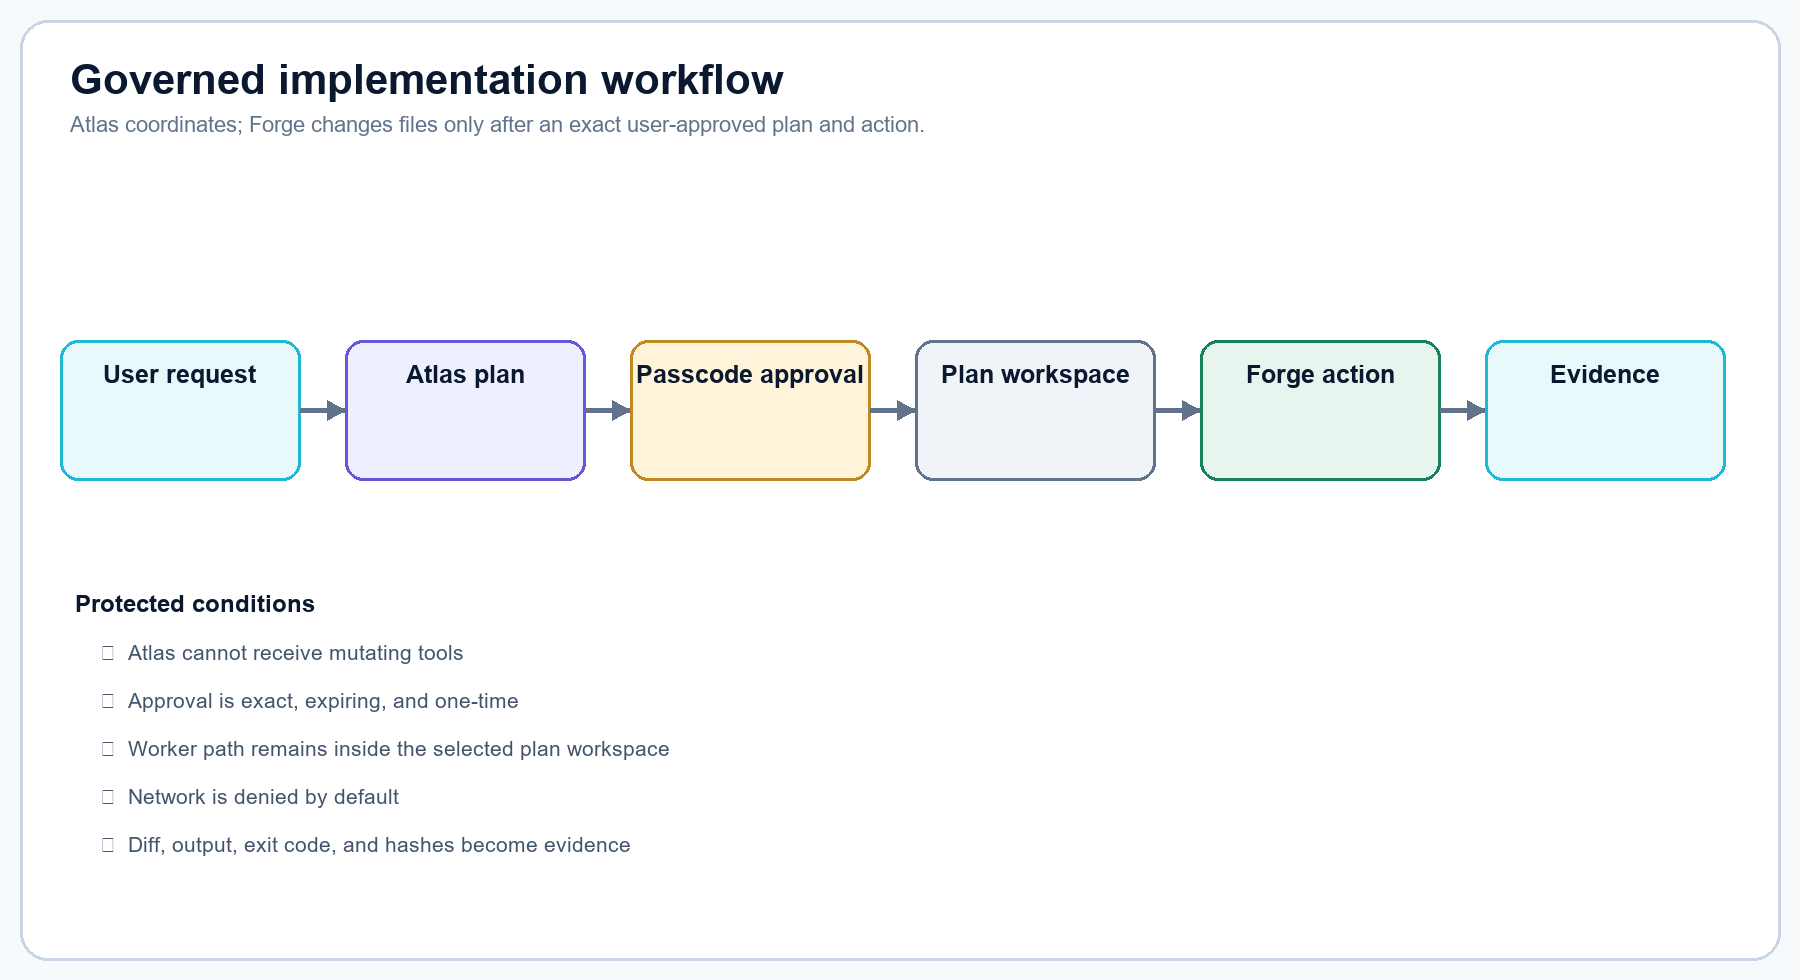 Governed implementation workflow
Atlas coordinates; Forge changes files only after an exact user-approved plan and action.
User request
Atlas plan
Passcode approval
Plan workspace
Forge action
Evidence
Protected conditions
Atlas cannot receive mutating tools
Approval is exact, expiring, and one-time
Worker path remains inside the selected plan workspace
Network is denied by default
Diff, output, exit code, and hashes become evidence